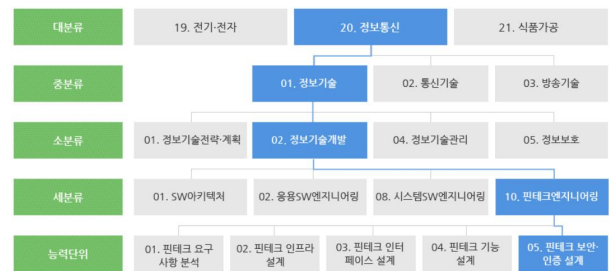 대분류
19. 전기·전자
20. 정보통신
21. 식품가공
중분류
01. 정보기술
02. 통신기술
03. 방송기술
소분류
01. 정보기술전략·계획
02. 정보기술개발
04. 정보기술관리
05. 정보보호
세분류
01. SW아키텍처
02. 응용SW엔지니어링
08. 시스템SW엔지니어링
10. 핀테크엔지니어링
능력단위
01. 핀테크 요구
사항 분석
02. 핀테크 인프라
설계
03. 핀테크 인터
페이스 설계
04. 핀테크 기능
설계
05. 핀테크 보안·
인증 설계